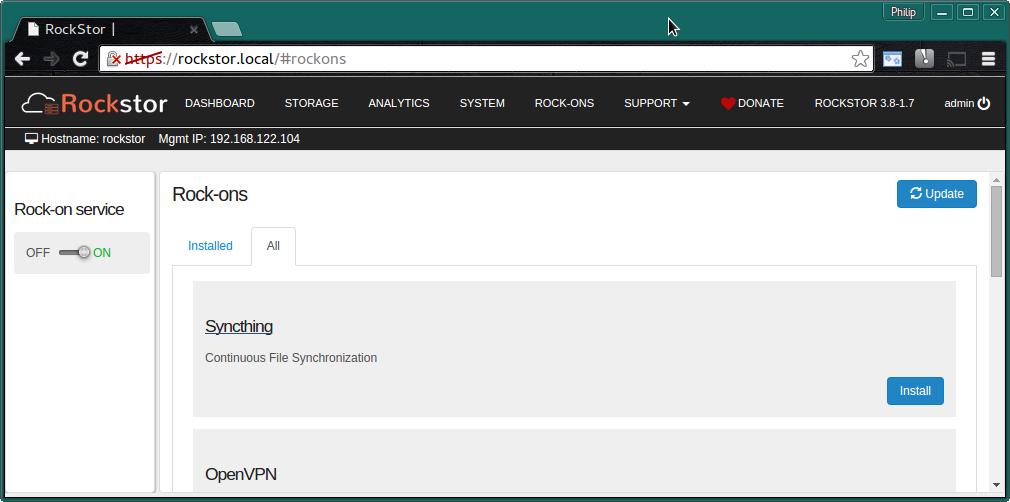 Philip
RockStor |
https://rockstor.local/#rockons
Rockstor DASHBOARD STORAGE ANALYTICS SYSTEM ROCK-ONS SUPPORT DONATE ROCKSTOR 3.8-1.7 admin
Hostname: rockstor Mgmt IP: 192.168.122.104
Rock-on service
OFF ON
Rock-ons
Update
Installed All
Syncthing
Continuous File Synchronization
Install
OpenVPN